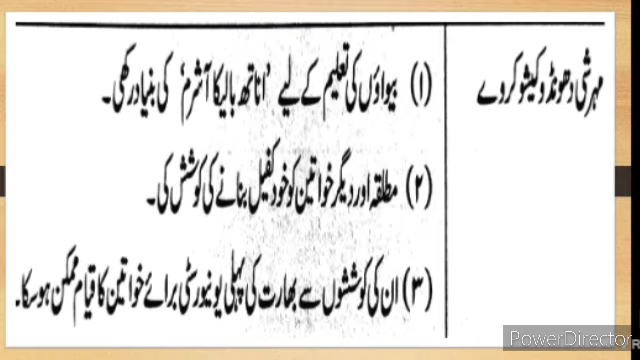 مہرشی دھونڈو کیشو کروے
(۱) بیواؤں کی تعلیم کے لیے 'اناتھ بالیکا آشرم' کی بنیاد رکھی۔
(۲) مطلقہ اور دیگر خواتین کو خود کفیل بنانے کی کوشش کی۔
(۳) ان کی کوششوں سے بھارت کی پہلی یونیورسٹی برائے خواتین کا قیام ممکن ہوسکا۔
PowerDirector